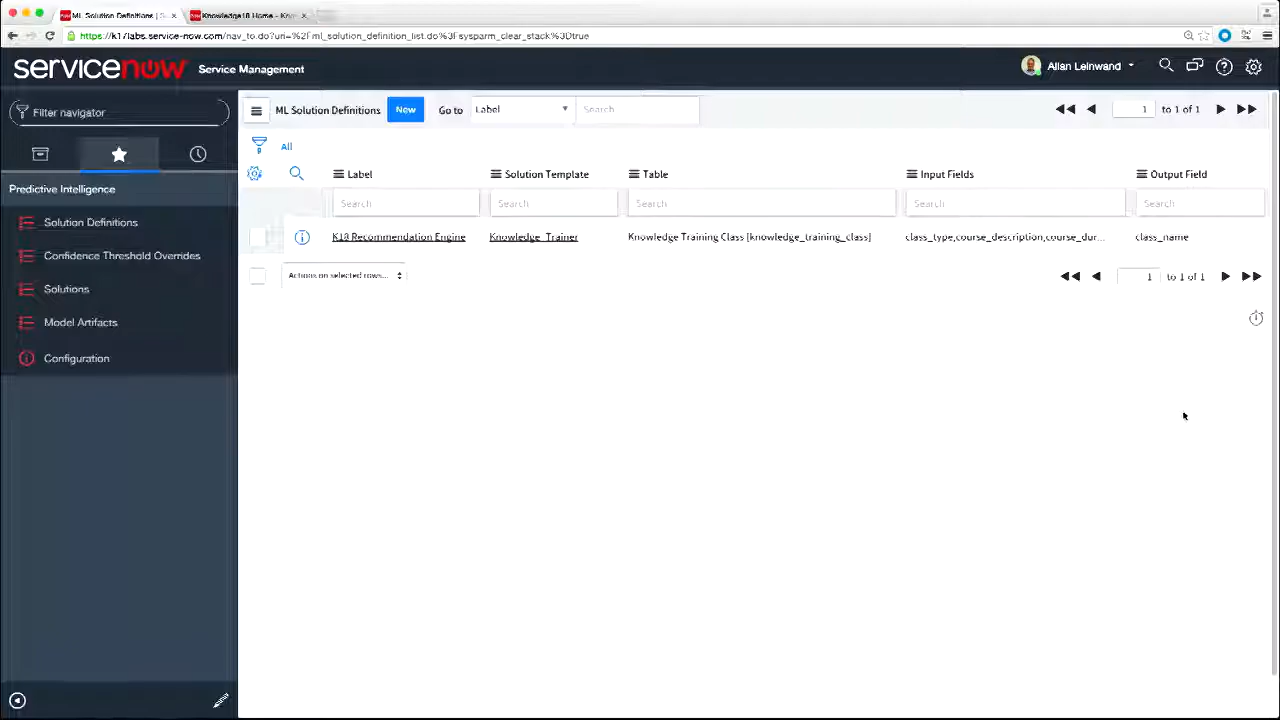 ML Solution Definitions | S
Knowledge18 Home - Kno
https://k17labs.service-now.com/nav_to.do?uri=%2Fml_solution_definition_list.do%3Fsysparm_clear_stack%3Dtrue
servicenow Service Management
Allan Leinwand
Filter navigator
ML Solution Definitions New Go to Label Search 1 to 1 of 1
All
Predictive Intelligence
Solution Definitions
Confidence Threshold Overrides
Solutions
Model Artifacts
Configuration
Label Solution Template Table Input Fields Output Field
Search Search Search Search Search
K18 Recommendation Engine Knowledge Trainer Knowledge Training Class [knowledge_training_class] class_type,course_description,course_dur... class_name
Actions on selected rows... 1 to 1 of 1